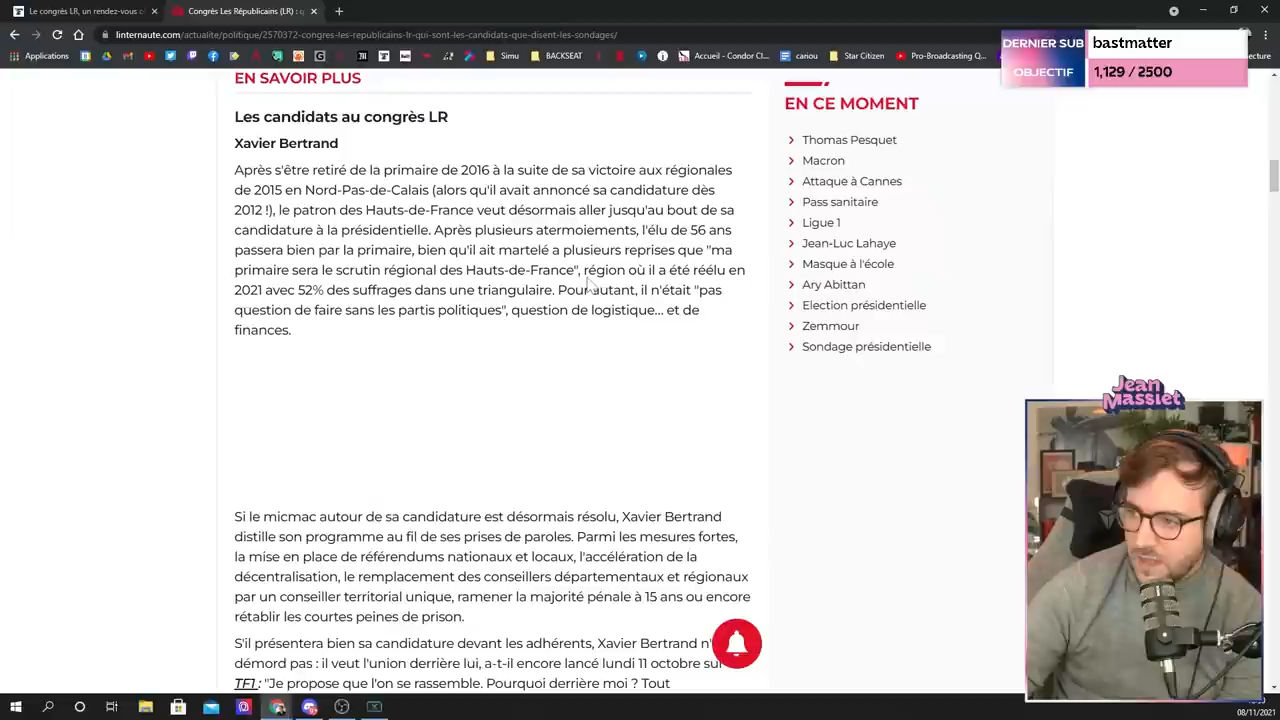 Le congrès LR, un rendez-vous
Congrès Les Républicains (LR) :
linternaute.com/actualite/politique/2570372-congres-les-republicains-lr-qui-sont-les-candidats-que-disent-les-sondages/
Applications
Simu
BACKSEAT
Accueil - Condor Cl...
cariou
Star Citizen
Pro-Broadcasting Q...
DERNIER SUB
bastmatter
OBJECTIF
1,129 / 2500
EN SAVOIR PLUS
Les candidats au congrès LR
Xavier Bertrand
Après s'être retiré de la primaire de 2016 à la suite de sa victoire aux régionales
de 2015 en Nord-Pas-de-Calais (alors qu'il avait annoncé sa candidature dès
2012 !), le patron des Hauts-de-France veut désormais aller jusqu'au bout de sa
candidature à la présidentielle. Après plusieurs atermoiements, l'élu de 56 ans
passera bien par la primaire, bien qu'il ait martelé a plusieurs reprises que "ma
primaire sera le scrutin régional des Hauts-de-France", région où il a été réélu en
2021 avec 52% des suffrages dans une triangulaire. Pourtant, il n'était "pas
question de faire sans les partis politiques", question de logistique... et de
finances.
Si le micmac autour de sa candidature est désormais résolu, Xavier Bertrand
distille son programme au fil de ses prises de paroles. Parmi les mesures fortes,
la mise en place de référendums nationaux et locaux, l'accélération de la
décentralisation, le remplacement des conseillers départementaux et régionaux
par un conseiller territorial unique, ramener la majorité pénale à 15 ans ou encore
rétablir les courtes peines de prison.
S'il présentera bien sa candidature devant les adhérents, Xavier Bertrand n'
démord pas : il veut l'union derrière lui, a-t-il encore lancé lundi 11 octobre sur
TF1 : "Je propose que l'on se rassemble. Pourquoi derrière moi ? Tout
EN CE MOMENT
Thomas Pesquet
Macron
Attaque à Cannes
Pass sanitaire
Ligue 1
Jean-Luc Lahaye
Masque à l'école
Ary Abittan
Election présidentielle
Zemmour
Sondage présidentielle
Jean
Massiet
08/11/2021